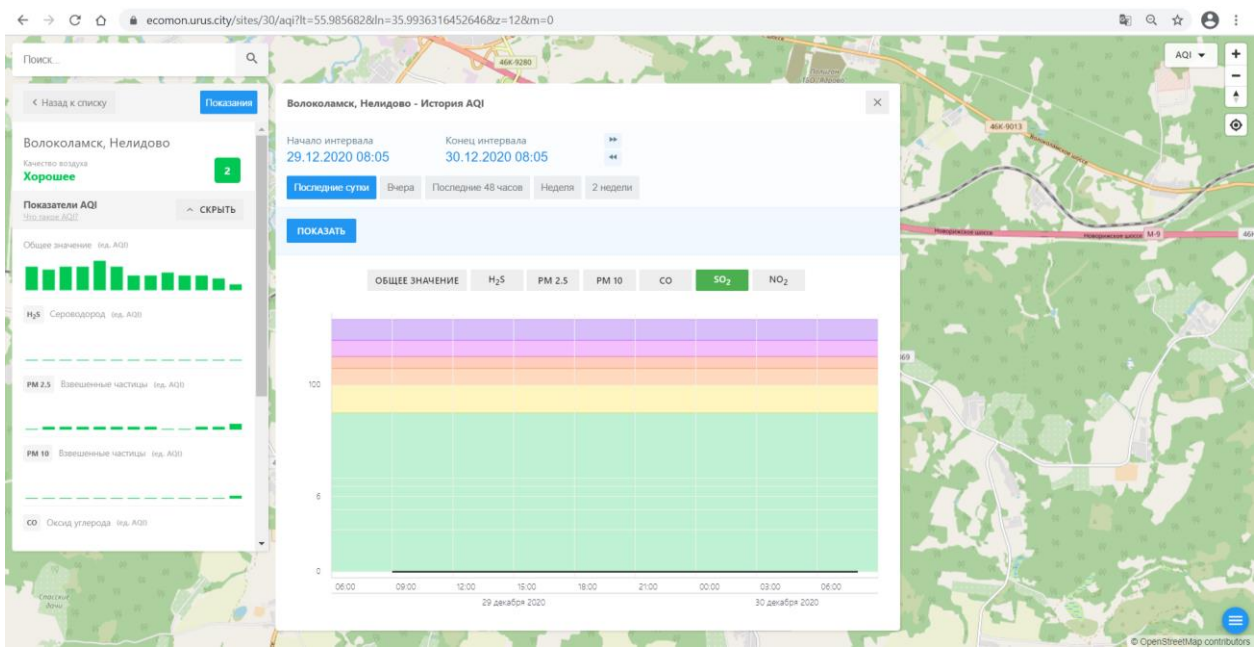 ecomon.urus.city/sites/30/aqi?lt=55.985682&ln=35.9936316452646&z=12&m=0
Поиск...
46K-9280
AQI
Назад к списку
Показания
Волоколамск, Нелидово
Качество воздуха
Хорошее
2
Показатели AQI
Что такое AQI?
СКРЫТЬ
Общее значение (ед. AQI)
H₂S Сероводород (ед. AQI)
PM 2.5 Взвешенные частицы (ед. AQI)
PM 10 Взвешенные частицы (ед. AQI)
CO Оксид углерода (ед. AQI)
Волоколамск, Нелидово - История AQI
Начало интервала
Конец интервала
29.12.2020 08:05
30.12.2020 08:05
Последние сутки
Вчера
Последние 48 часов
Неделя
2 недели
ПОКАЗАТЬ
ОБЩЕЕ ЗНАЧЕНИЕ
H₂S
PM 2.5
PM 10
CO
SO₂
NO₂
100
6
0
06:00 09:00 12:00 15:00 18:00 21:00 00:00 03:00 06:00
29 декабря 2020
30 декабря 2020
46K-9013
Волоколамское шоссе
Новорижское шоссе
Новорижское шоссе
M-9
46K
469
© OpenStreetMap contributors